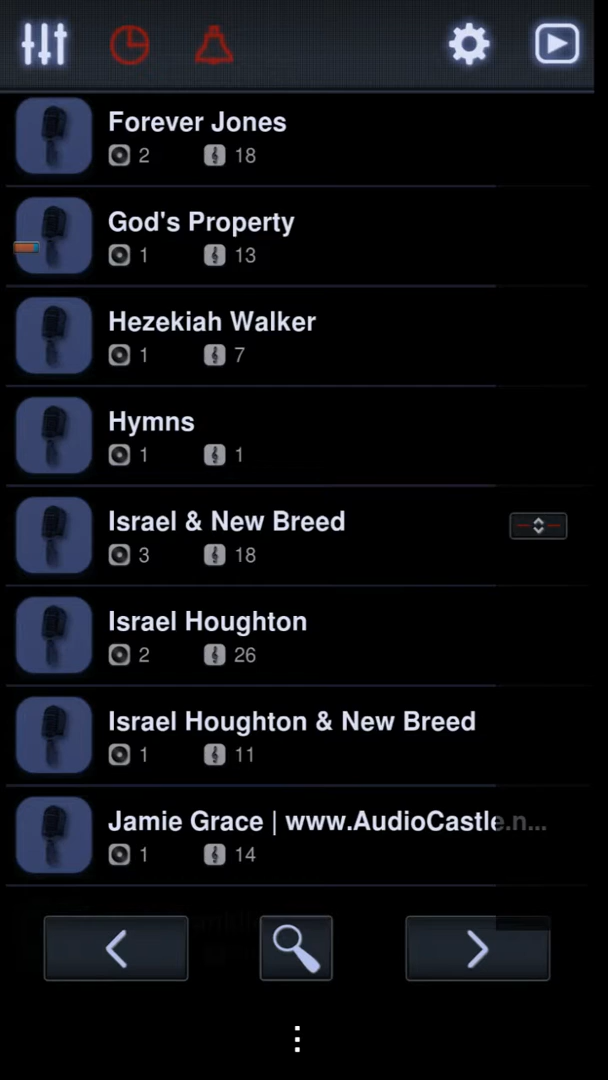 Forever Jones
2 18
God's Property
1 13
Hezekiah Walker
1 7
Hymns
1 1
Israel & New Breed
3 18
Israel Houghton
2 26
Israel Houghton & New Breed
1 11
Jamie Grace | www.AudioCastle.n...
1 14